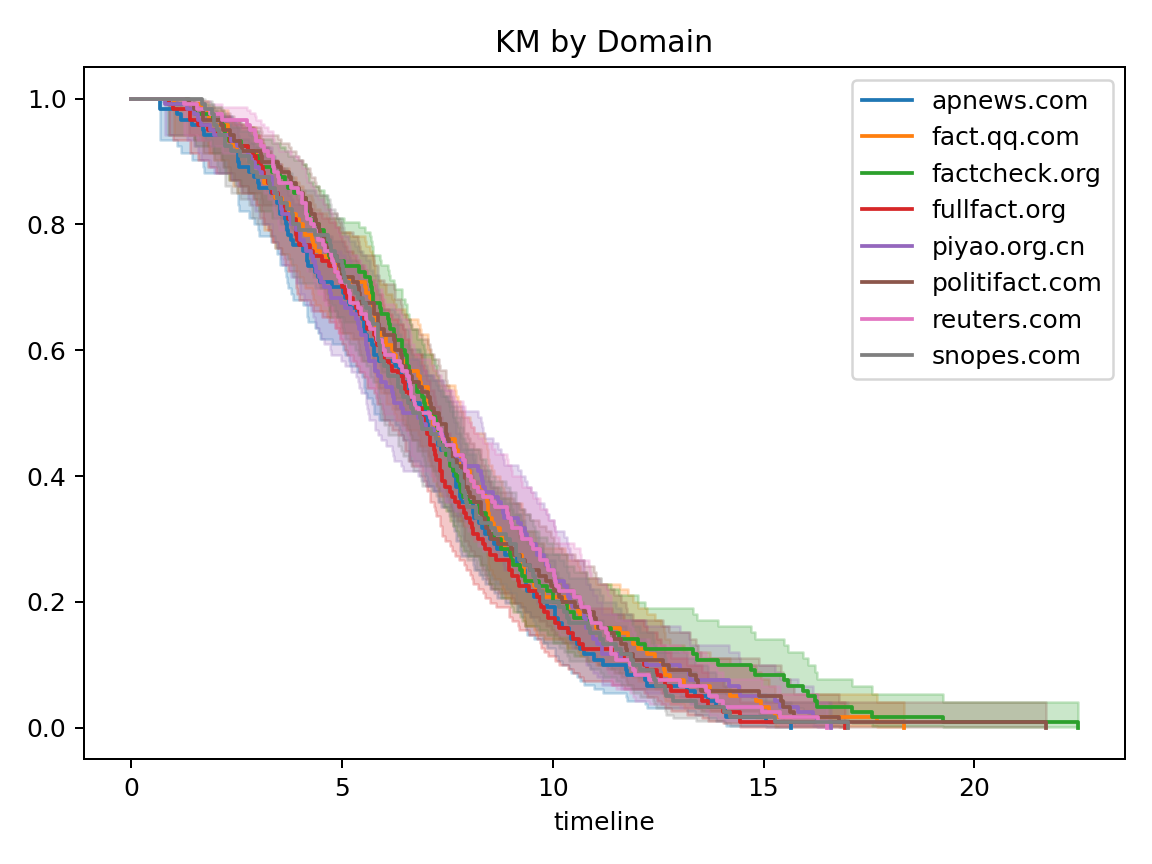 KM by Domain
1.0
0.8
0.6
0.4
0.2
0.0
apnews.com
fact.qq.com
factcheck.org
fullfact.org
piyao.org.cn
politifact.com
reuters.com
snopes.com
0 5 10 15 20
timeline